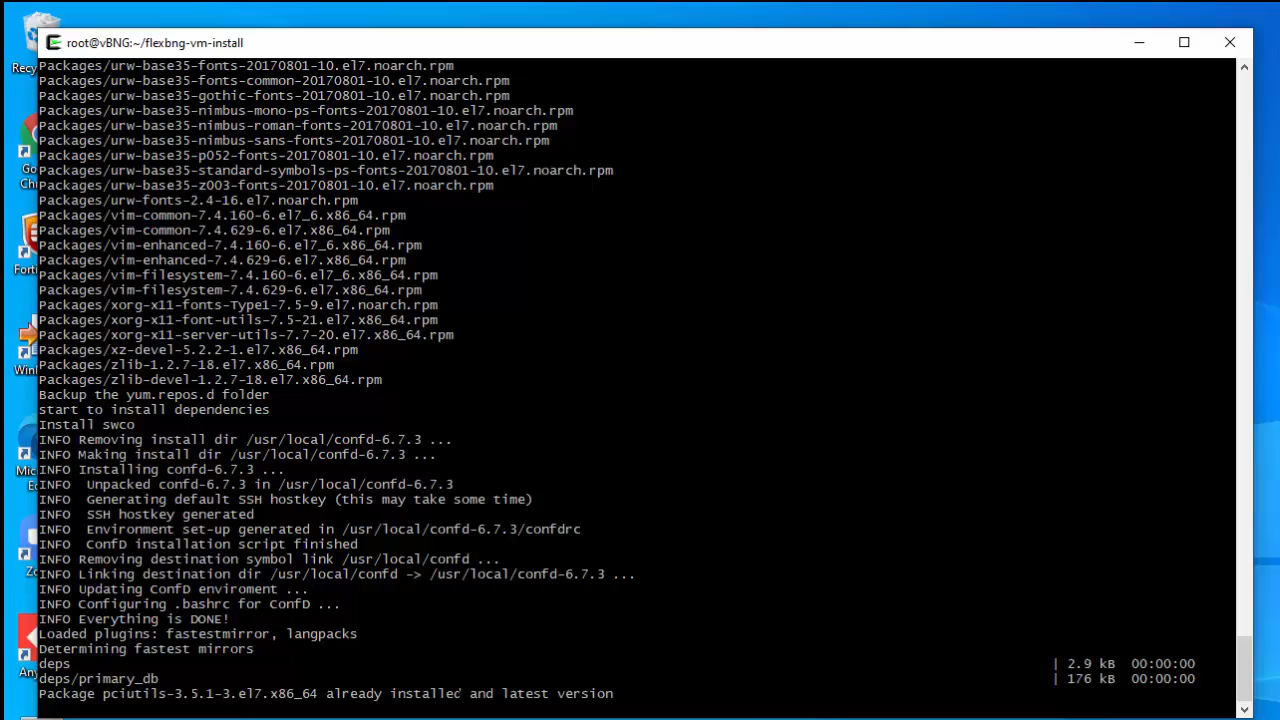 root@vBNG:~/flexbng-vm-install
Recy
Go
Chr
Forti
Winl
Mic
Ed
Zo
Any
Packages/urw-base35-fonts-20170801-10.el7.noarch.rpm
Packages/urw-base35-fonts-common-20170801-10.el7.noarch.rpm
Packages/urw-base35-gothic-fonts-20170801-10.el7.noarch.rpm
Packages/urw-base35-nimbus-mono-ps-fonts-20170801-10.el7.noarch.rpm
Packages/urw-base35-nimbus-roman-fonts-20170801-10.el7.noarch.rpm
Packages/urw-base35-nimbus-sans-fonts-20170801-10.el7.noarch.rpm
Packages/urw-base35-p052-fonts-20170801-10.el7.noarch.rpm
Packages/urw-base35-standard-symbols-ps-fonts-20170801-10.el7.noarch.rpm
Packages/urw-base35-z003-fonts-20170801-10.el7.noarch.rpm
Packages/urw-fonts-2.4-16.el7.noarch.rpm
Packages/vim-common-7.4.160-6.el7_6.x86_64.rpm
Packages/vim-common-7.4.629-6.el7.x86_64.rpm
Packages/vim-enhanced-7.4.160-6.el7_6.x86_64.rpm
Packages/vim-enhanced-7.4.629-6.el7.x86_64.rpm
Packages/vim-filesystem-7.4.160-6.el7_6.x86_64.rpm
Packages/vim-filesystem-7.4.629-6.el7.x86_64.rpm
Packages/xorg-x11-fonts-Type1-7.5-9.el7.noarch.rpm
Packages/xorg-x11-font-utils-7.5-21.el7.x86_64.rpm
Packages/xorg-x11-server-utils-7.7-20.el7.x86_64.rpm
Packages/xz-devel-5.2.2-1.el7.x86_64.rpm
Packages/zlib-1.2.7-18.el7.x86_64.rpm
Packages/zlib-devel-1.2.7-18.el7.x86_64.rpm
Backup the yum.repos.d folder
start to install dependencies
Install swco
INFO Removing install dir /usr/local/confd-6.7.3 ...
INFO Making install dir /usr/local/confd-6.7.3 ...
INFO Installing confd-6.7.3 ...
INFO  Unpacked confd-6.7.3 in /usr/local/confd-6.7.3
INFO  Generating default SSH hostkey (this may take some time)
INFO  SSH hostkey generated
INFO  Environment set-up generated in /usr/local/confd-6.7.3/confdrc
INFO  ConfD installation script finished
INFO Removing destination symbol link /usr/local/confd ...
INFO Linking destination dir /usr/local/confd -> /usr/local/confd-6.7.3 ...
INFO Updating ConfD enviroment ...
INFO Configuring .bashrc for ConfD ...
INFO Everything is DONE!
Loaded plugins: fastestmirror, langpacks
Determining fastest mirrors
deps | 2.9 kB 00:00:00
deps/primary_db | 176 kB 00:00:00
Package pciutils-3.5.1-3.el7.x86_64 already installed and latest version